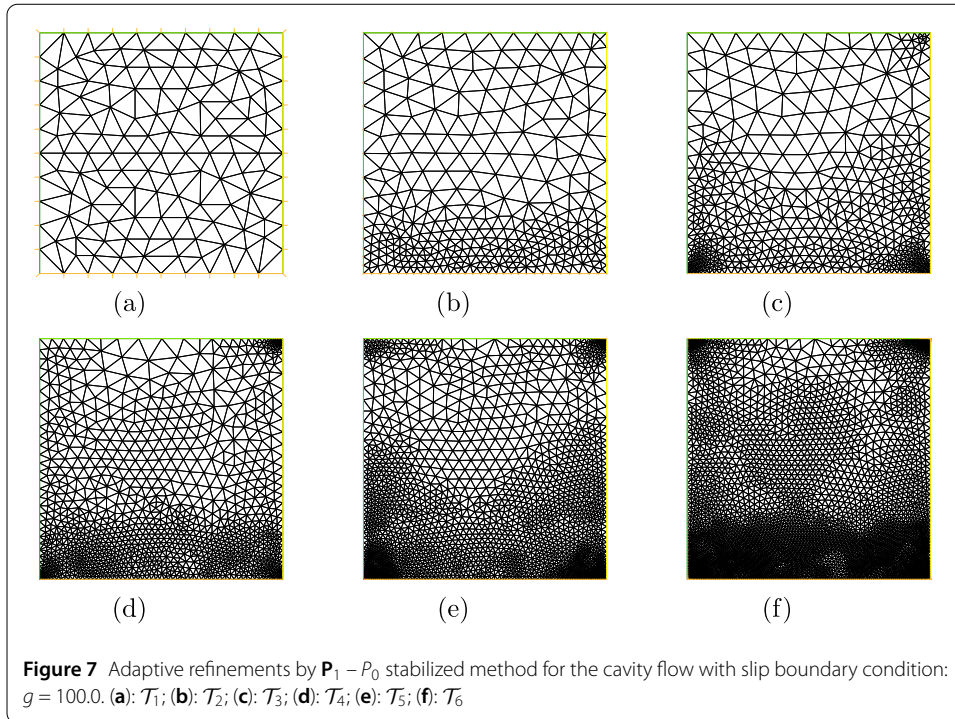 (a)
(b)
(c)
(d)
(e)
(f)
Figure 7 Adaptive refinements by P₁ – P₀ stabilized method for the cavity flow with slip boundary condition:
g = 100.0. (a): 𝒯₁; (b): 𝒯₂; (c): 𝒯₃; (d): 𝒯₄; (e): 𝒯₅; (f): 𝒯₆